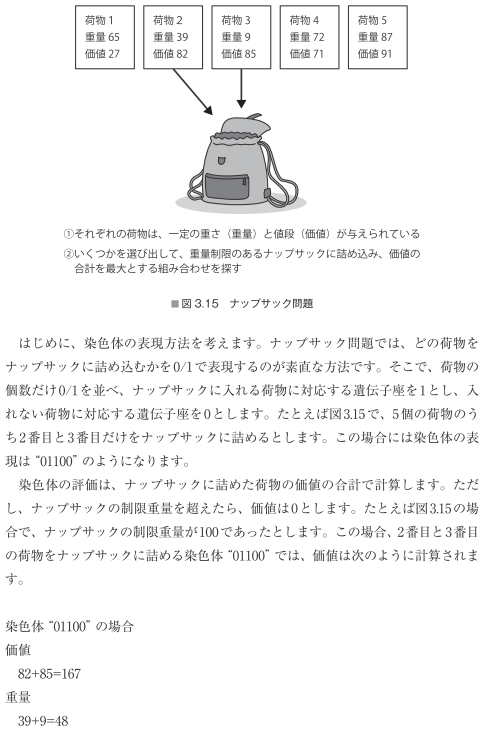 荷物 1
重量 65
価値 27
荷物 2
重量 39
価値 82
荷物 3
重量 9
価値 85
荷物 4
重量 72
価値 71
荷物 5
重量 87
価値 91
①それぞれの荷物は、一定の重さ（重量）と値段（価値）が与えられている
②いくつかを選び出して、重量制限のあるナップサックに詰め込み、価値の
合計を最大とする組み合わせを探す
■図 3.15　ナップサック問題
はじめに、染色体の表現方法を考えます。ナップサック問題では、どの荷物を
ナップサックに詰め込むかを0/1で表現するのが素直な方法です。そこで、荷物の
個数だけ0/1を並べ、ナップサックに入れる荷物に対応する遺伝子座を1とし、入
れない荷物に対応する遺伝子座を0とします。たとえば図3.15で、5個の荷物のう
ち2番目と3番目だけをナップサックに詰めるとします。この場合には染色体の表
現は “01100” のようになります。
染色体の評価は、ナップサックに詰めた荷物の価値の合計で計算します。ただ
し、ナップサックの制限重量を超えたら、価値は0とします。たとえば図3.15の場
合で、ナップサックの制限重量が100であったとします。この場合、2番目と3番目
の荷物をナップサックに詰める染色体 “01100” では、価値は次のように計算されま
す。
染色体 “01100” の場合
価値
82+85=167
重量
39+9=48